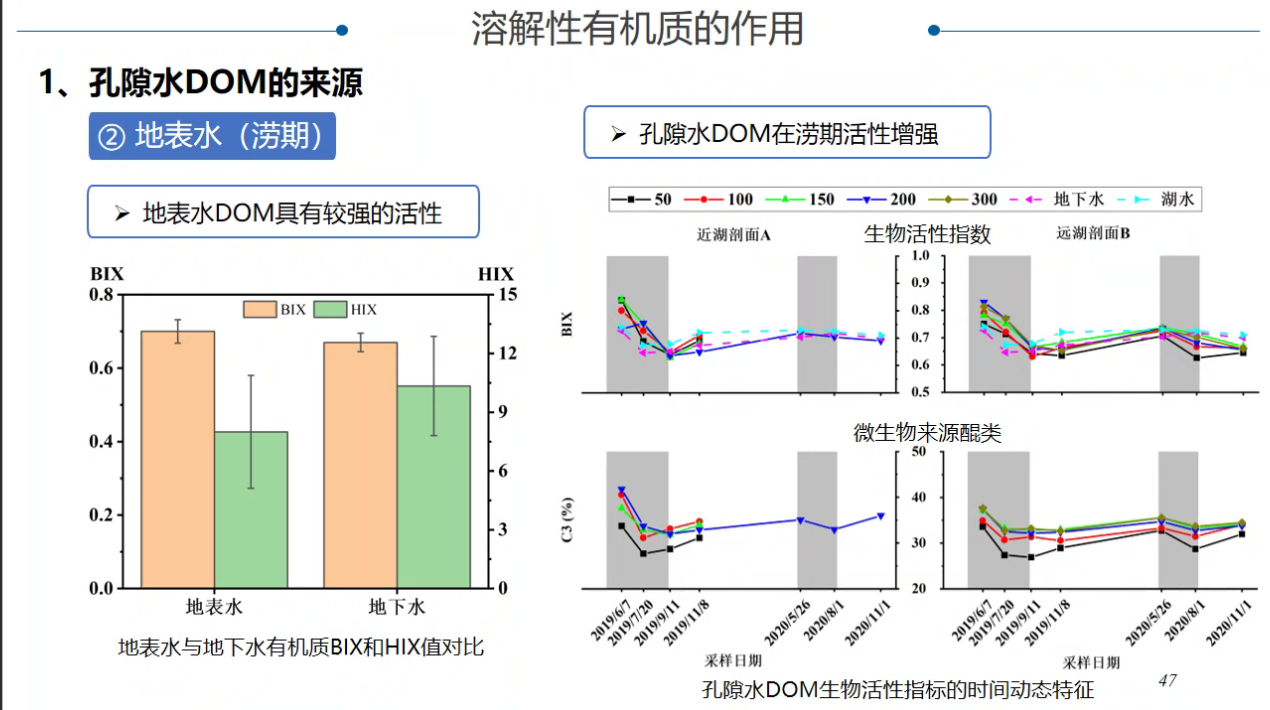 溶解性有机质的作用
1、孔隙水DOM的来源
② 地表水（涝期）
➢ 地表水DOM具有较强的活性
BIX
HIX
BIX HIX
0.8
0.6
0.4
0.2
0.0
15
12
9
6
3
0
地表水
地下水
地表水与地下水有机质BIX和HIX值对比
➢ 孔隙水DOM在涝期活性增强
50 100 150 200 300 地下水 湖水
近湖剖面A
生物活性指数
远湖剖面B
BIX
1.0
0.9
0.8
0.7
0.6
0.5
微生物来源醌类
C3 (%)
50
40
30
20
2019/6/7
2019/7/20
2019/9/11
2019/11/8
2020/5/26
2020/8/1
2020/11/1
采样日期
2019/6/7
2019/7/20
2019/9/11
2019/11/8
2020/5/26
2020/8/1
2020/11/1
采样日期
孔隙水DOM生物活性指标的时间动态特征
47